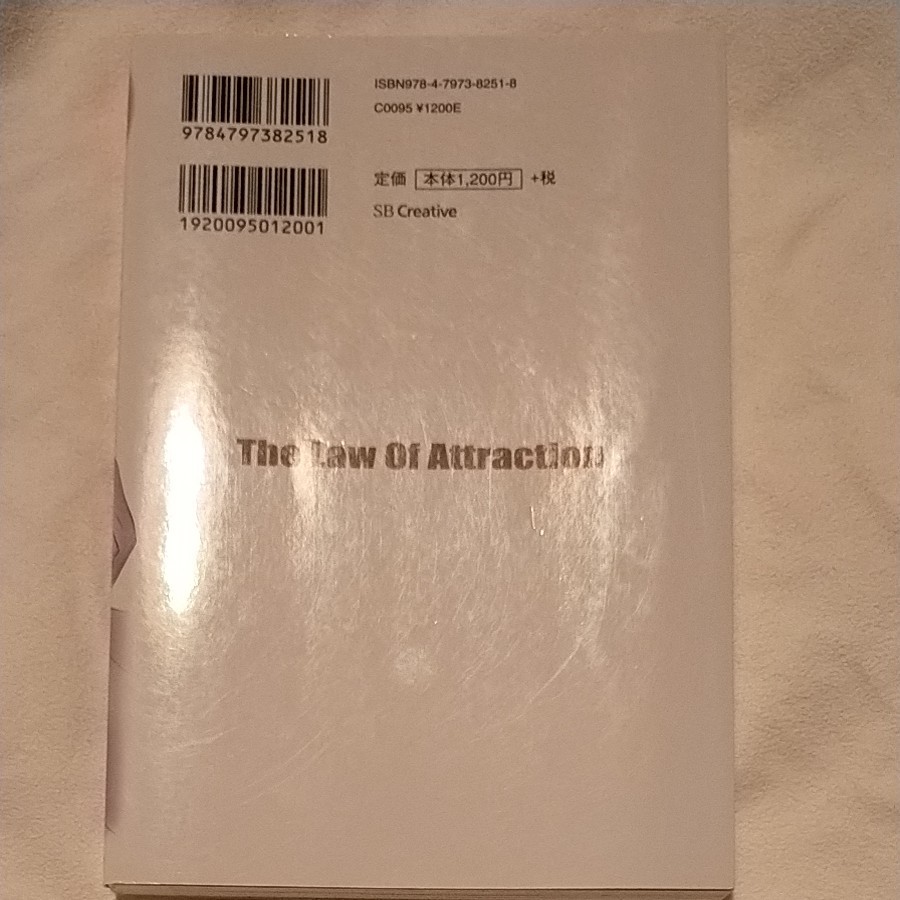 ISBN978-4-7973-8251-8
C0095 ¥1200E
9784797382518
定価 本体1,200円 +税
SB Creative
1920095012001
The Law Of Attraction